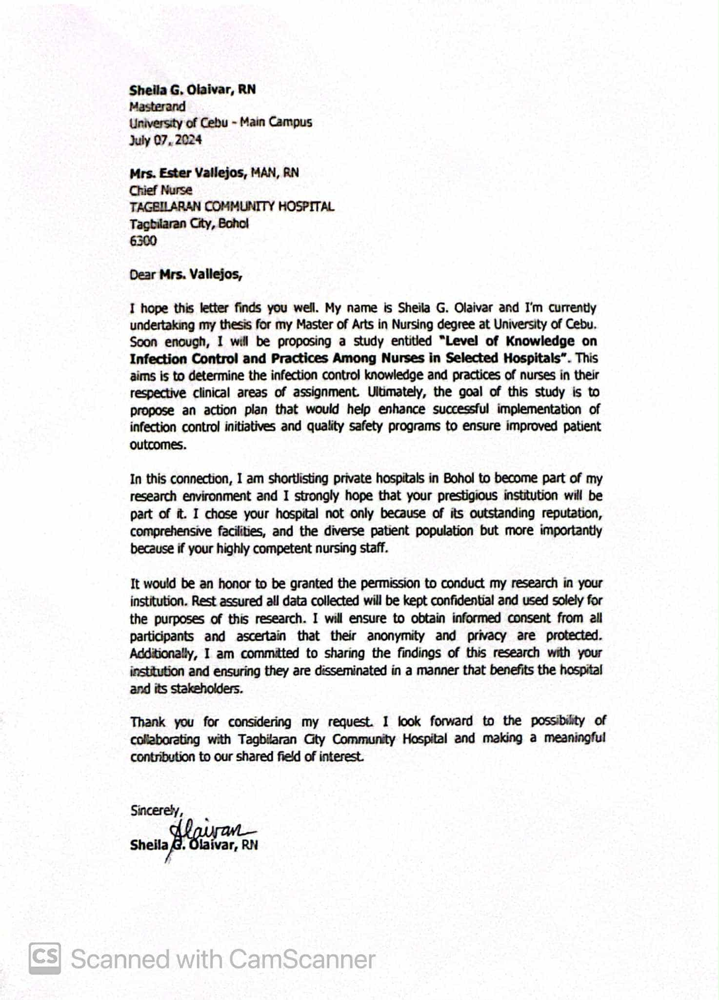 Sheila G. Olaivar, RN
Masterand
University of Cebu - Main Campus
July 07, 2024
Mrs. Ester Vallejos, MAN, RN
Chief Nurse
TAGBILARAN COMMUNITY HOSPITAL
Tagbilaran City, Bohol
6300
Dear Mrs. Vallejos,
I hope this letter finds you well. My name is Sheila G. Olaivar and I'm currently
undertaking my thesis for my Master of Arts in Nursing degree at University of Cebu.
Soon enough, I will be proposing a study entitled "Level of Knowledge on
Infection Control and Practices Among Nurses in Selected Hospitals". This
aims is to determine the infection control knowledge and practices of nurses in their
respective clinical areas of assignment. Ultimately, the goal of this study is to
propose an action plan that would help enhance successful implementation of
infection control initiatives and quality safety programs to ensure improved patient
outcomes.
In this connection, I am shortlisting private hospitals in Bohol to become part of my
research environment and I strongly hope that your prestigious institution will be
part of it. I chose your hospital not only because of its outstanding reputation,
comprehensive facilities, and the diverse patient population but more importantly
because if your highly competent nursing staff.
It would be an honor to be granted the permission to conduct my research in your
institution. Rest assured all data collected will be kept confidential and used solely for
the purposes of this research. I will ensure to obtain informed consent from all
participants and ascertain that their anonymity and privacy are protected.
Additionally, I am committed to sharing the findings of this research with your
institution and ensuring they are disseminated in a manner that benefits the hospital
and its stakeholders.
Thank you for considering my request. I look forward to the possibility of
collaborating with Tagbilaran City Community Hospital and making a meaningful
contribution to our shared field of interest.
Sincerely,
Olaivar
Sheila G. Olaivar, RN
CS Scanned with CamScanner